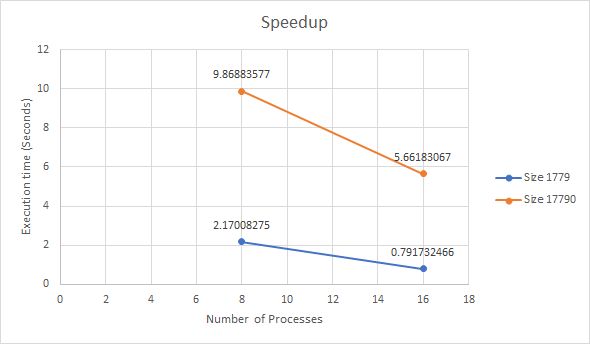 Speedup
Execution time (Seconds)
12
10
8
6
4
2
0
9.86883577
5.66183067
2.17008275
0.791732466
0 2 4 6 8 10 12 14 16 18
Number of Processes
Size 1779
Size 17790